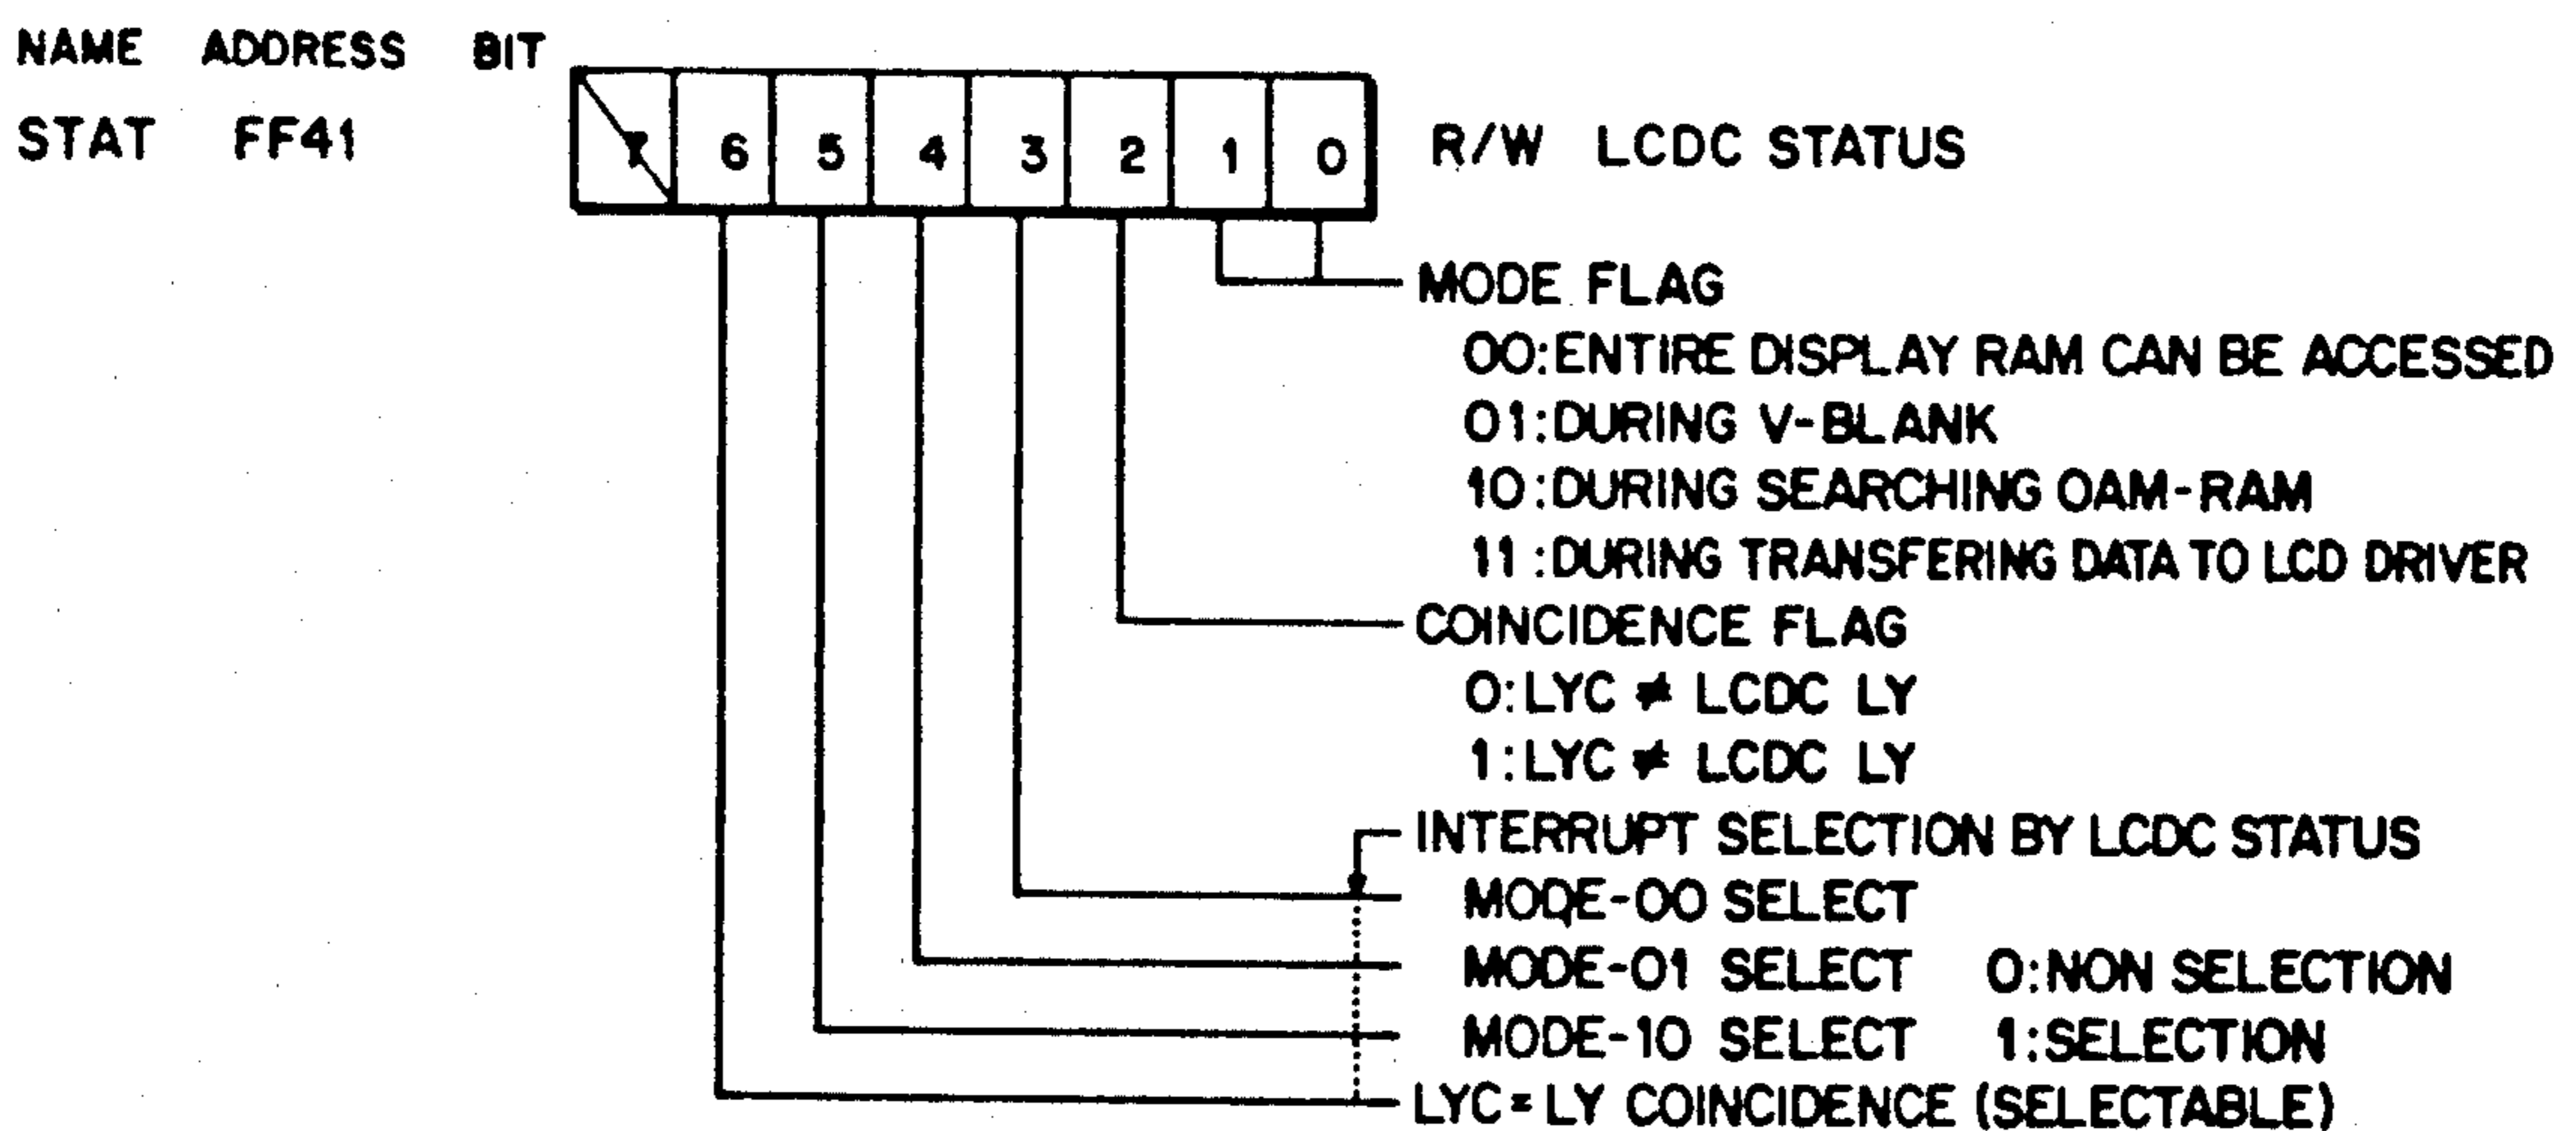 NAME ADDRESS BIT
STAT FF41 7 6 5 4 3 2 1 0 R/W LCDC STATUS
MODE FLAG
00:ENTIRE DISPLAY RAM CAN BE ACCESSED
01:DURING V-BLANK
10:DURING SEARCHING OAM-RAM
11:DURING TRANSFERING DATA TO LCD DRIVER
COINCIDENCE FLAG
0:LYC ≠ LCDC LY
1:LYC ≠ LCDC LY
INTERRUPT SELECTION BY LCDC STATUS
MODE-00 SELECT
MODE-01 SELECT 0:NON SELECTION
MODE-10 SELECT 1:SELECTION
LYC=LY COINCIDENCE (SELECTABLE)